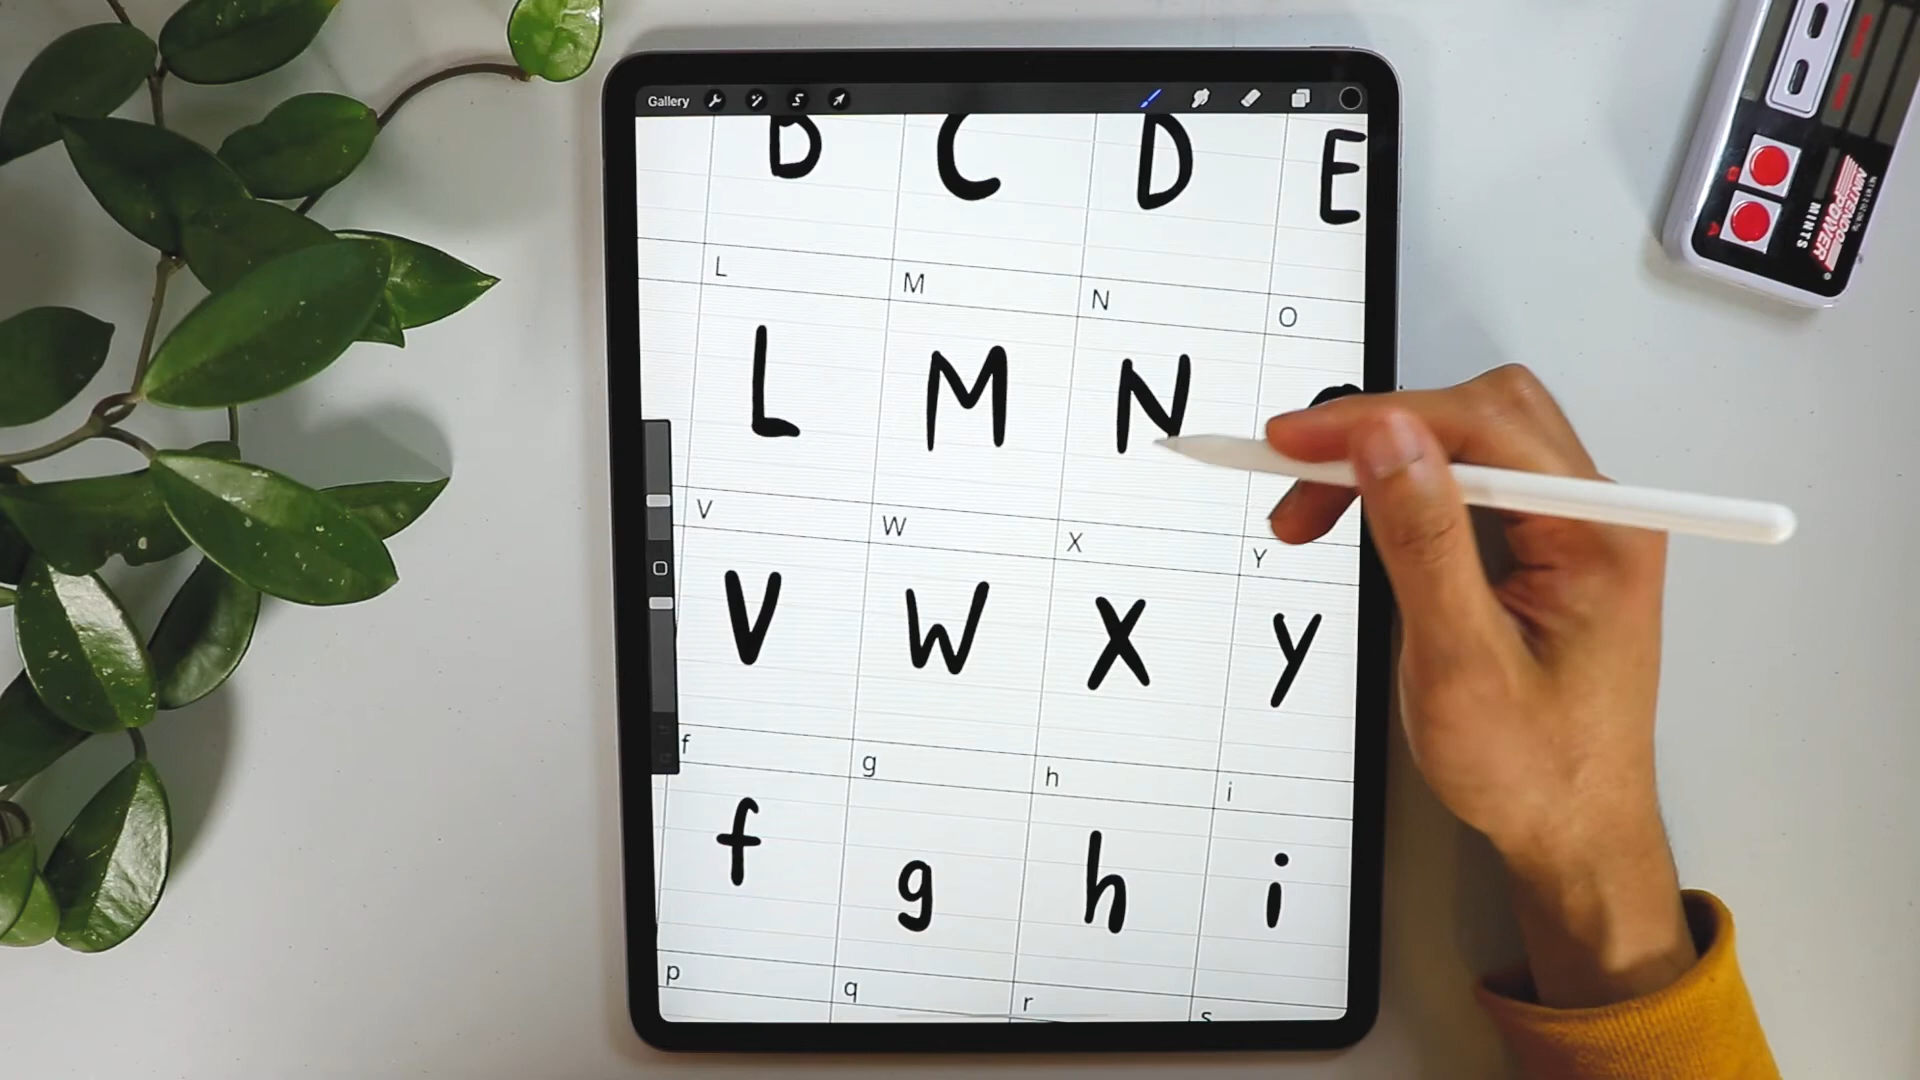 Gallery
B C D E
L M N O
L M N
V W X Y
V W X Y
f g h i
f g h i
p q r s
NINTENDO
POWER
MINTS
B
A